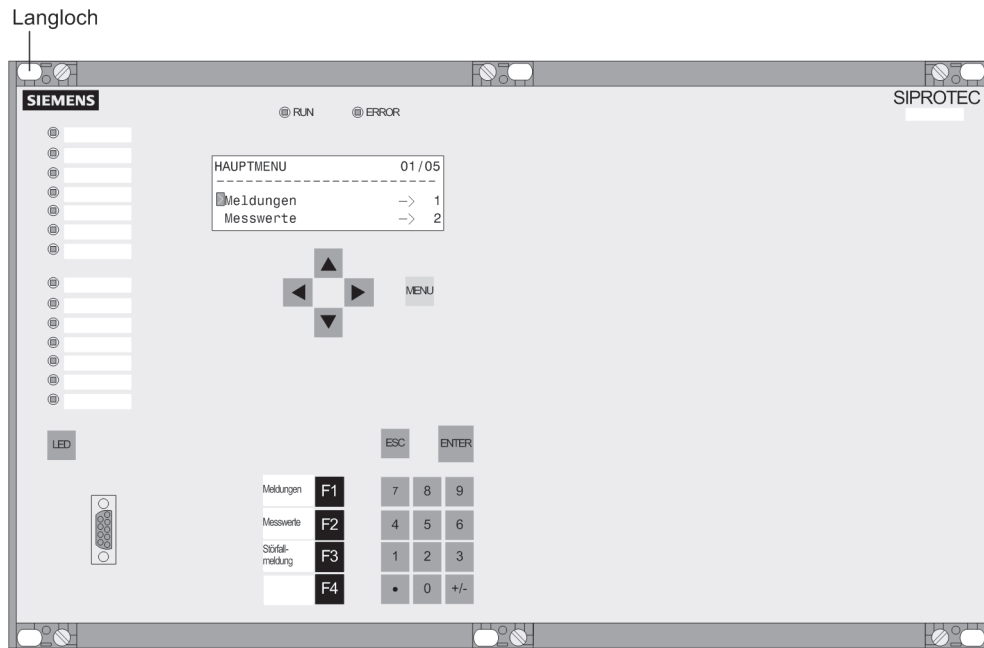 Langloch
SIEMENS
SIPROTEC
RUN
ERROR
HAUPTMENU 01/05
--------------------
>Meldungen —> 1
Messwerte —> 2
MENU
LED
ESC
ENTER
Meldungen F1
7 8 9
Messwerte F2
4 5 6
Störfall-
meldung F3
1 2 3
F4
• 0 +/-